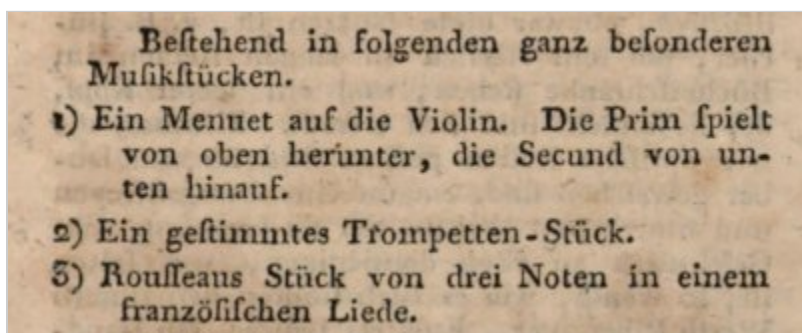 Beſtehend in folgenden ganz beſonderen
Muſikſtücken.
1) Ein Menuet auf die Violin. Die Prim ſpielt
von oben herunter, die Secund von un-
ten hinauf.
2) Ein geſtimmtes Trompetten-Stück.
3) Rouſſeaus Stück von drei Noten in einem
franzöſiſchen Liede.